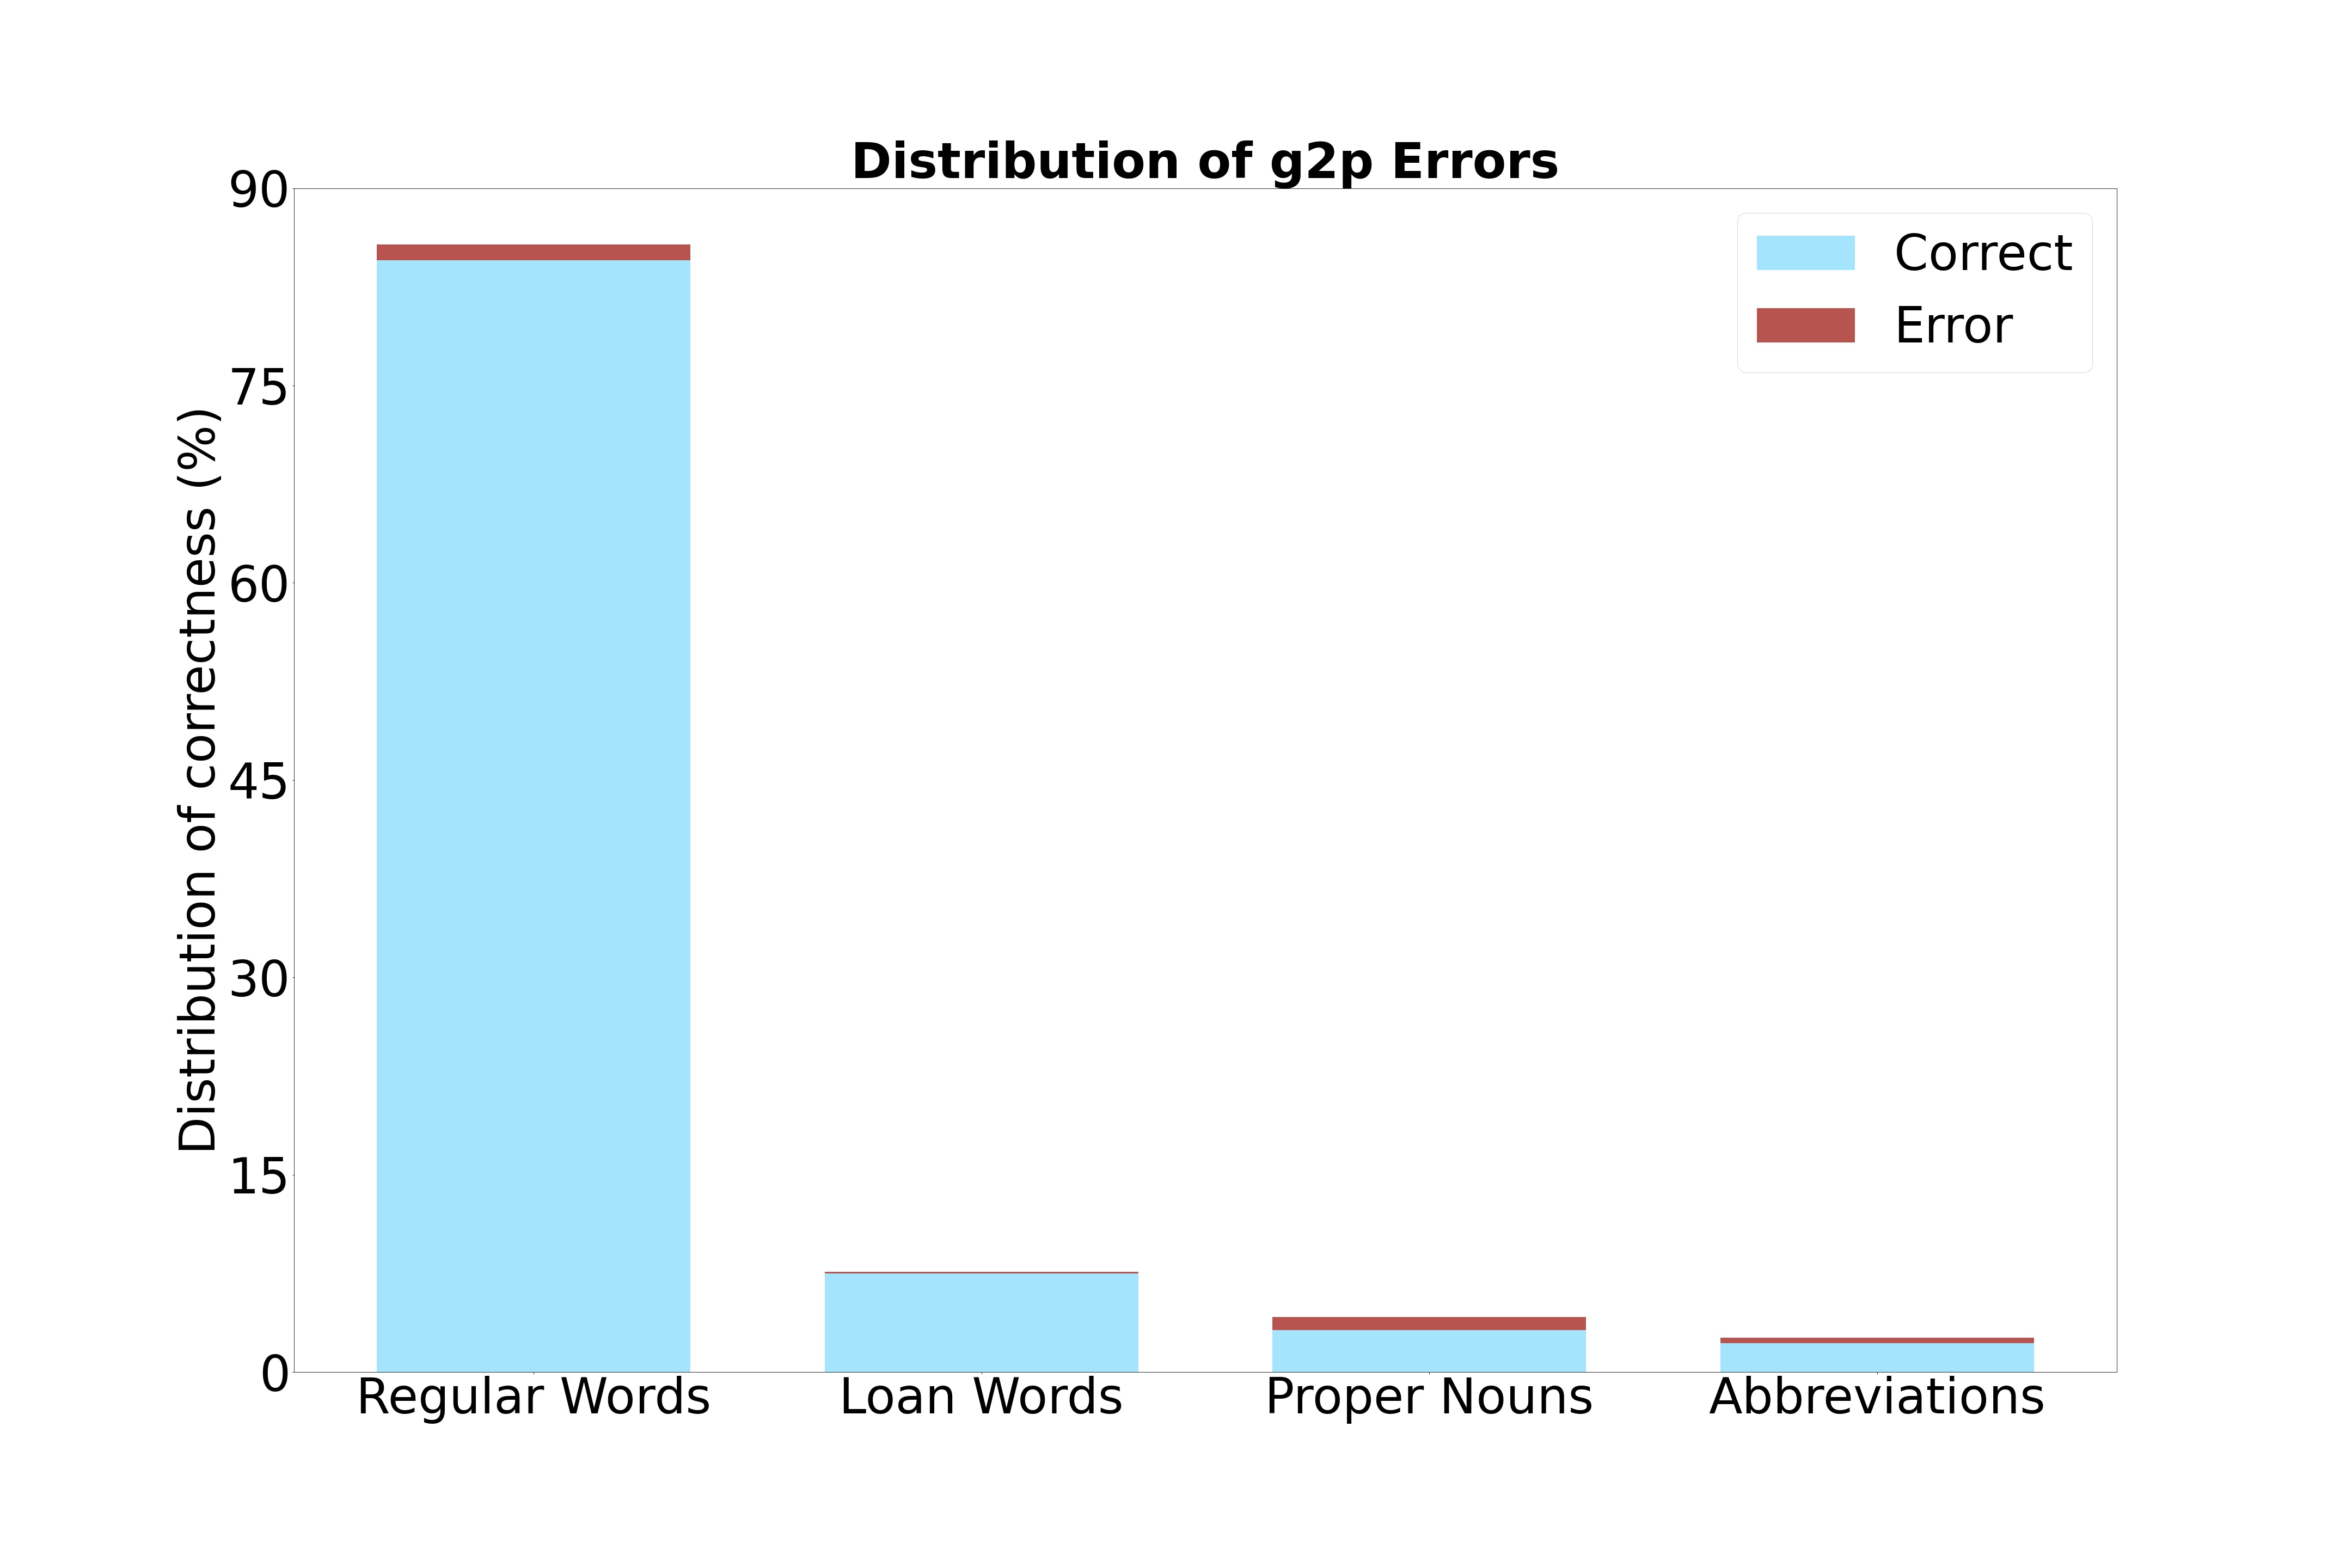 Distribution of g2p Errors
Distribution of correctness (%)
90
75
60
45
30
15
0
Correct
Error
Regular Words
Loan Words
Proper Nouns
Abbreviations